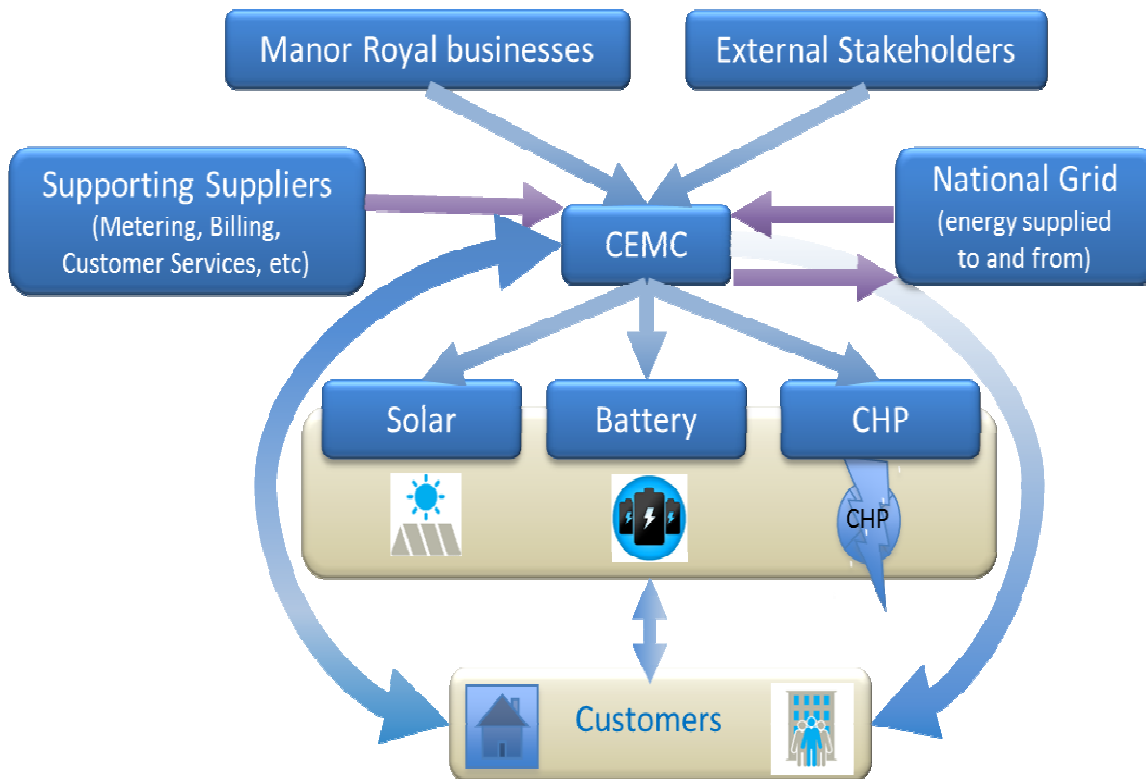 Manor Royal businesses
External Stakeholders
Supporting Suppliers
(Metering, Billing,
Customer Services, etc)
National Grid
(energy supplied
to and from)
CEMC
Solar
Battery
CHP
CHP
Customers